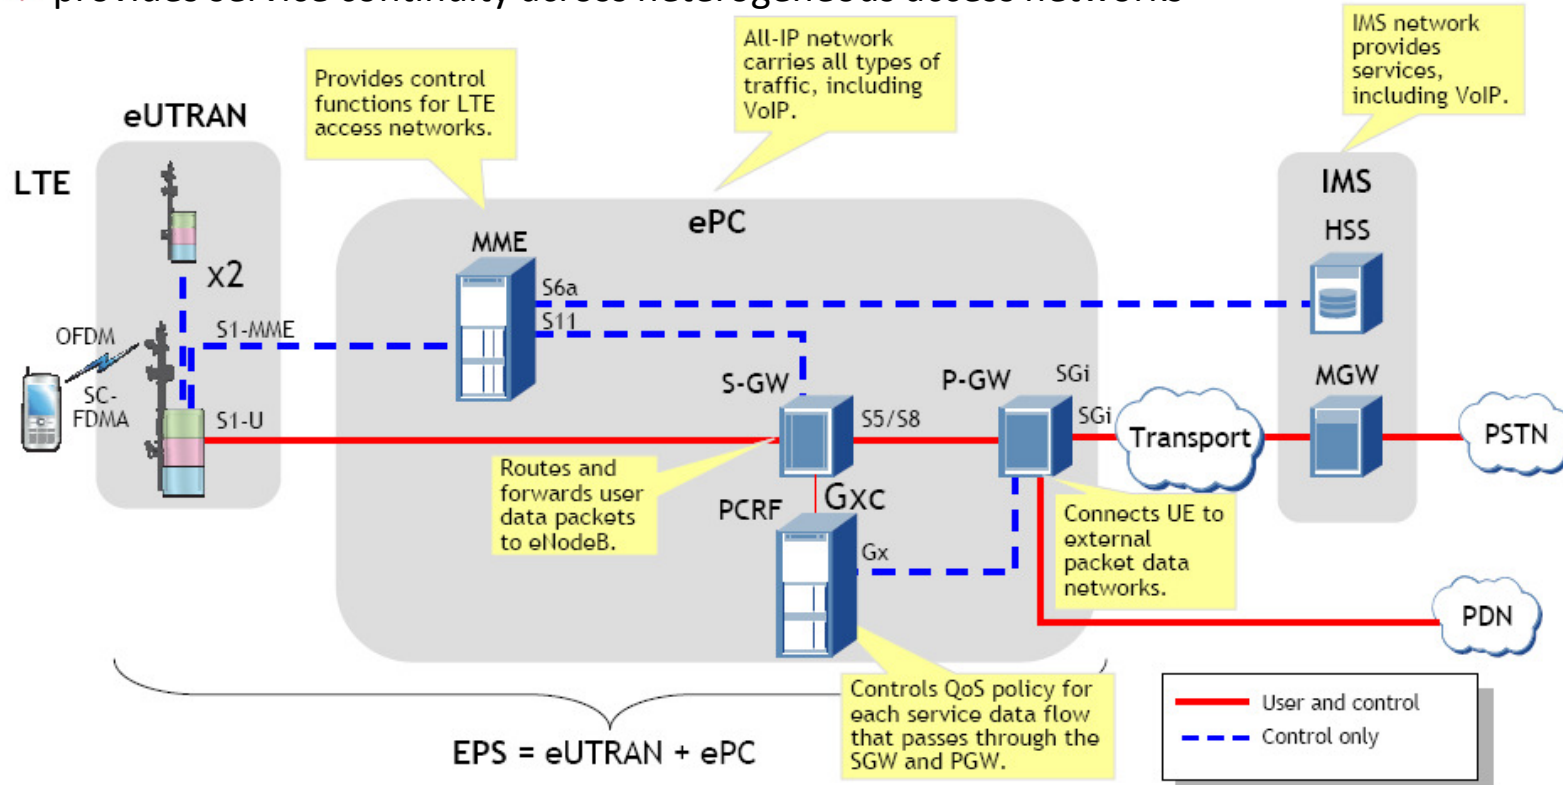 provides service continuity across heterogeneous access networks
IMS network
provides
services,
including VoIP.
All-IP network
carries all types of
traffic, including
VoIP.
Provides control
functions for LTE
access networks.
eUTRAN
LTE
IMS
ePC
HSS
MME
X2
S6a
S11
S1-MME
OFDM
SC-
FDMA
S-GW
P-GW
SGi
MGW
S1-U
S5/S8
SGi
Transport
PSTN
Routes and
forwards user
data packets
to eNodeB.
PCRF
Gxc
Gx
Connects UE to
external
packet data
networks.
PDN
Controls QoS policy for
each service data flow
that passes through the
SGW and PGW.
User and control
Control only
EPS = eUTRAN + ePC